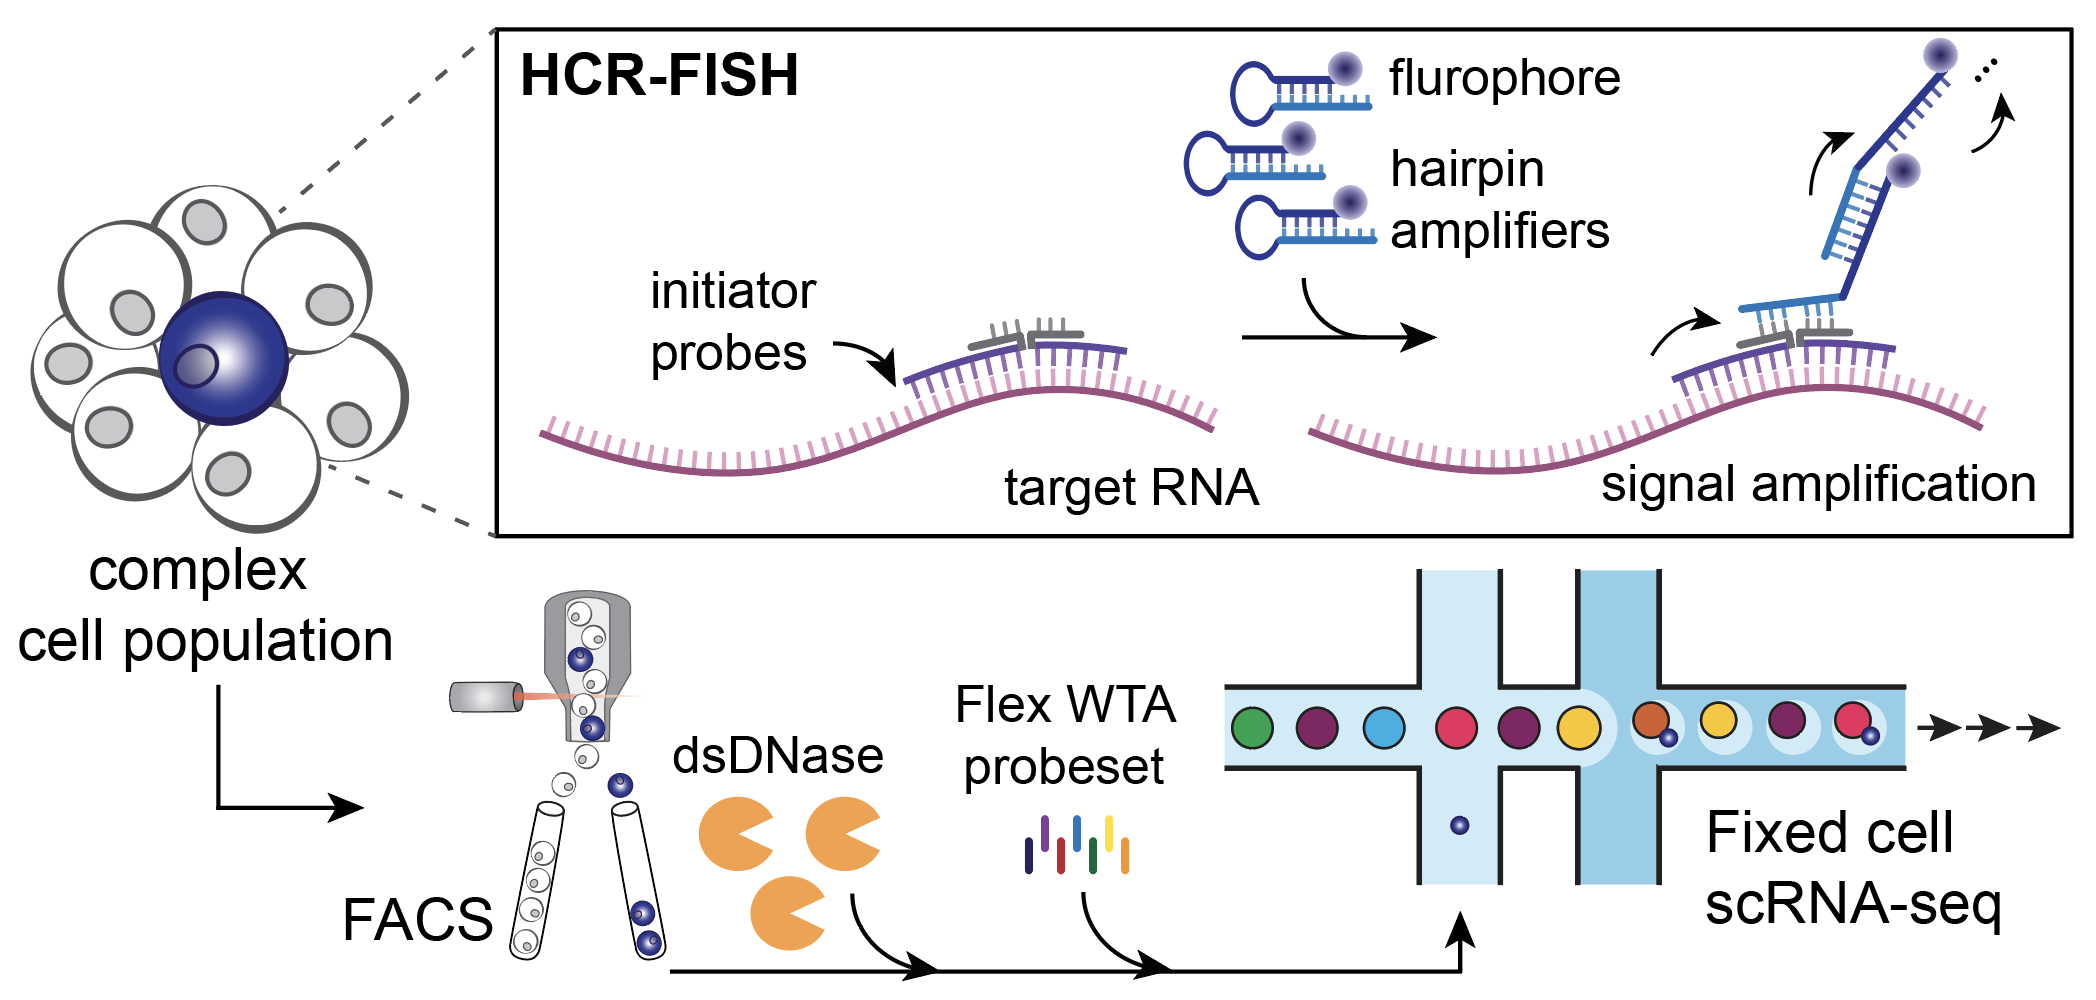 HCR-FISH
flurophore
hairpin
amplifiers
initiator
probes
target RNA
signal amplification
complex
cell population
FACS
dsDNase
Flex WTA
probeset
Fixed cell
scRNA-seq